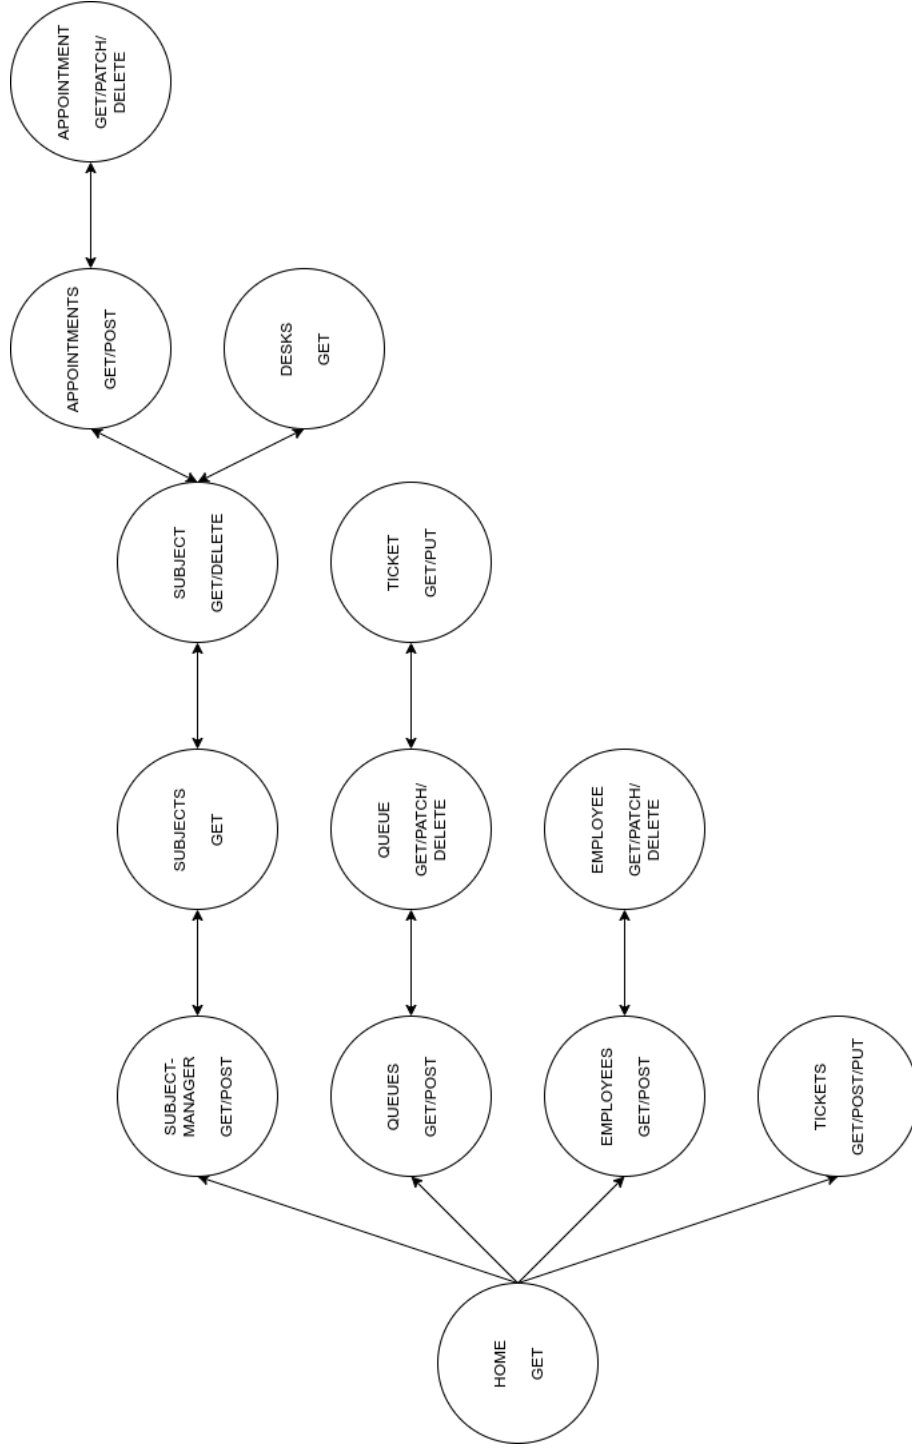 APPOINTMENT
GET/PATCH/
DELETE
APPOINTMENTS
GET/POST
DESKS
GET
SUBJECT
GET/DELETE
TICKET
GET/PUT
SUBJECTS
GET
QUEUE
GET/PATCH/
DELETE
EMPLOYEE
GET/PATCH/
DELETE
SUBJECT-
MANAGER
GET/POST
QUEUES
GET/POST
EMPLOYEES
GET/POST
TICKETS
GET/POST/PUT
HOME
GET